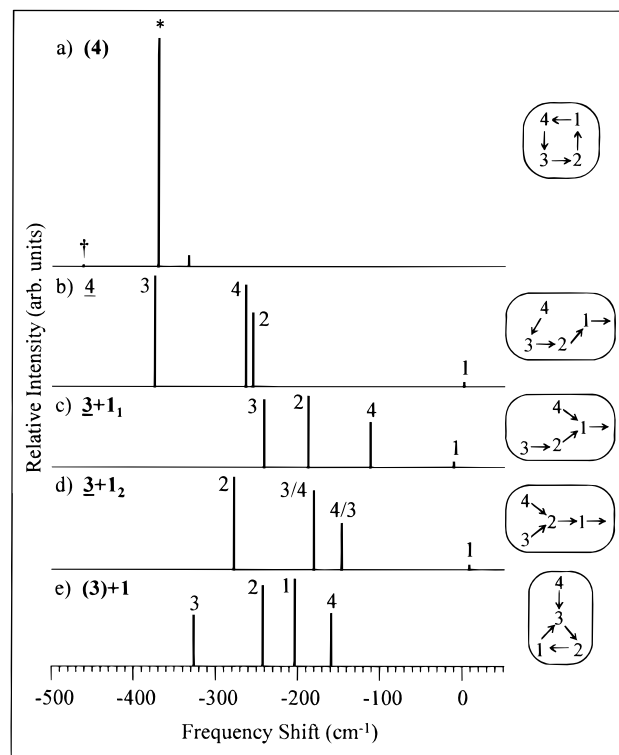 *
a) (4)
4 ← 1
↓ ↑
3 → 2
†
b) 4
3
4
2
1
4
1 →
3 → 2
c) 3+1₁
3
2
4
1
4
1 →
3 → 2
d) 3+1₂
2
3/4
4/3
1
4
2 → 1 →
3
e) (3)+1
3
2
1
4
4
↓
3
1 ← 2
Relative Intensity (arb. units)
-500 -400 -300 -200 -100 0
Frequency Shift (cm⁻¹)